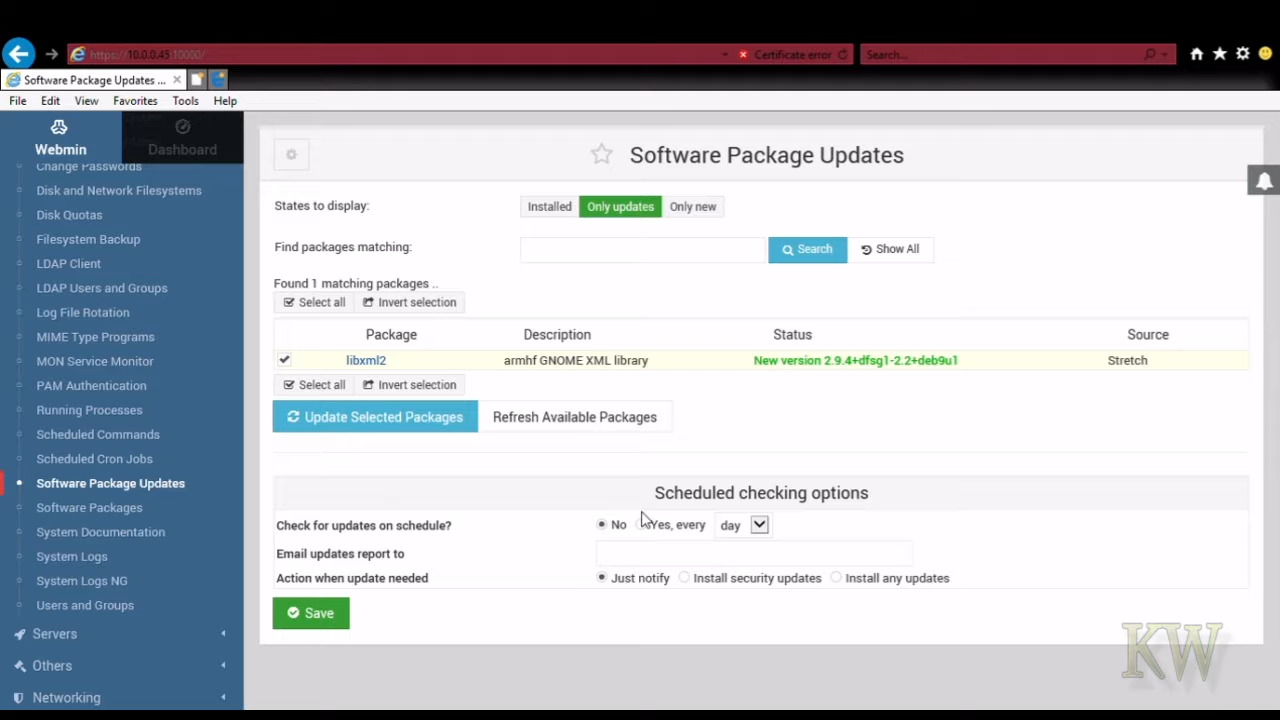 https://10.0.0.45:10000/
Certificate error
Search...
Software Package Updates ...
File Edit View Favorites Tools Help
Webmin
Dashboard
Change Passwords
Disk and Network Filesystems
Disk Quotas
Filesystem Backup
LDAP Client
LDAP Users and Groups
Log File Rotation
MIME Type Programs
MON Service Monitor
PAM Authentication
Running Processes
Scheduled Commands
Scheduled Cron Jobs
Software Package Updates
Software Packages
System Documentation
System Logs
System Logs NG
Users and Groups
Servers
Others
Networking
Software Package Updates
States to display: Installed Only updates Only new
Find packages matching: Search Show All
Found 1 matching packages ..
Select all Invert selection
Package Description Status Source
libxml2 armhf GNOME XML library New version 2.9.4+dfsg1-2.2+deb9u1 Stretch
Select all Invert selection
Update Selected Packages Refresh Available Packages
Scheduled checking options
Check for updates on schedule? No Yes, every day
Email updates report to
Action when update needed Just notify Install security updates Install any updates
Save
KW